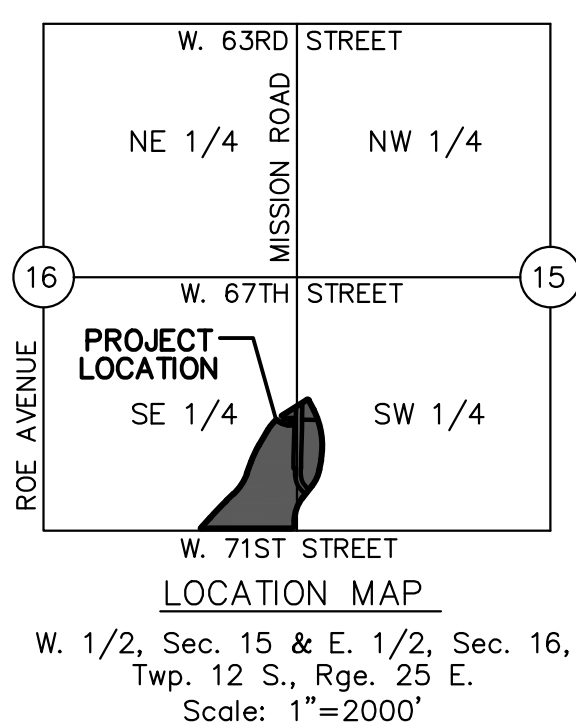 W. 63RD STREET
NE 1/4
MISSION ROAD
NW 1/4
16
15
W. 67TH STREET
PROJECT
LOCATION
ROE AVENUE
SE 1/4
SW 1/4
W. 71ST STREET
LOCATION MAP
W. 1/2, Sec. 15 & E. 1/2, Sec. 16,
Twp. 12 S., Rge. 25 E.
Scale: 1"=2000'